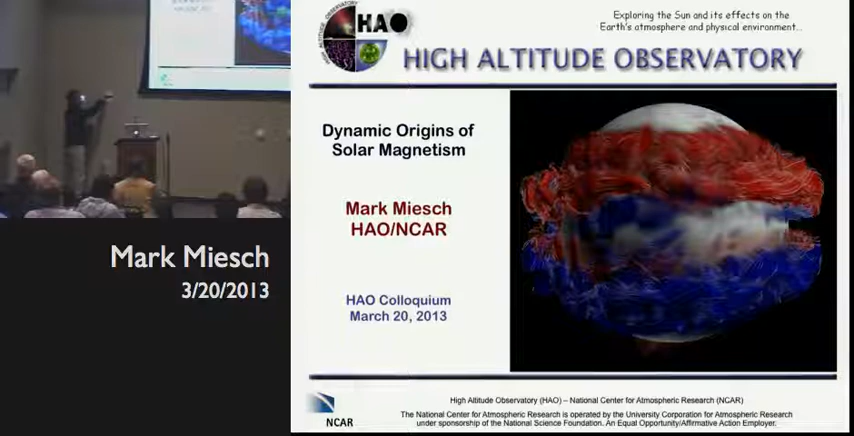 HIGH ALTITUDE OBSERVATORY
HAO
Exploring the Sun and its effects on the
Earth's atmosphere and physical environment...
HIGH ALTITUDE OBSERVATORY
Dynamic Origins of
Solar Magnetism
Mark Miesch
HAO/NCAR
HAO Colloquium
March 20, 2013
Mark Miesch
3/20/2013
NCAR
High Altitude Observatory (HAO) – National Center for Atmospheric Research (NCAR)
The National Center for Atmospheric Research is operated by the University Corporation for Atmospheric Research
under sponsorship of the National Science Foundation. An Equal Opportunity/Affirmative Action Employer.